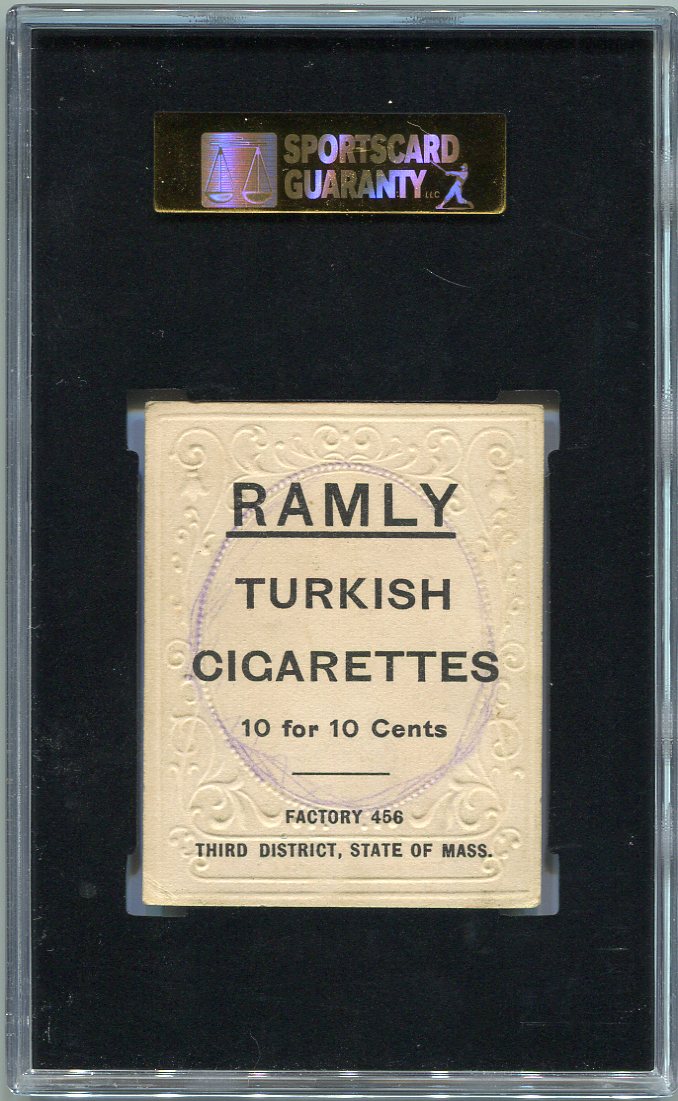 SPORTSCARD
GUARANTY LLC
RAMLY
TURKISH
CIGARETTES
10 for 10 Cents
FACTORY 456
THIRD DISTRICT, STATE OF MASS.